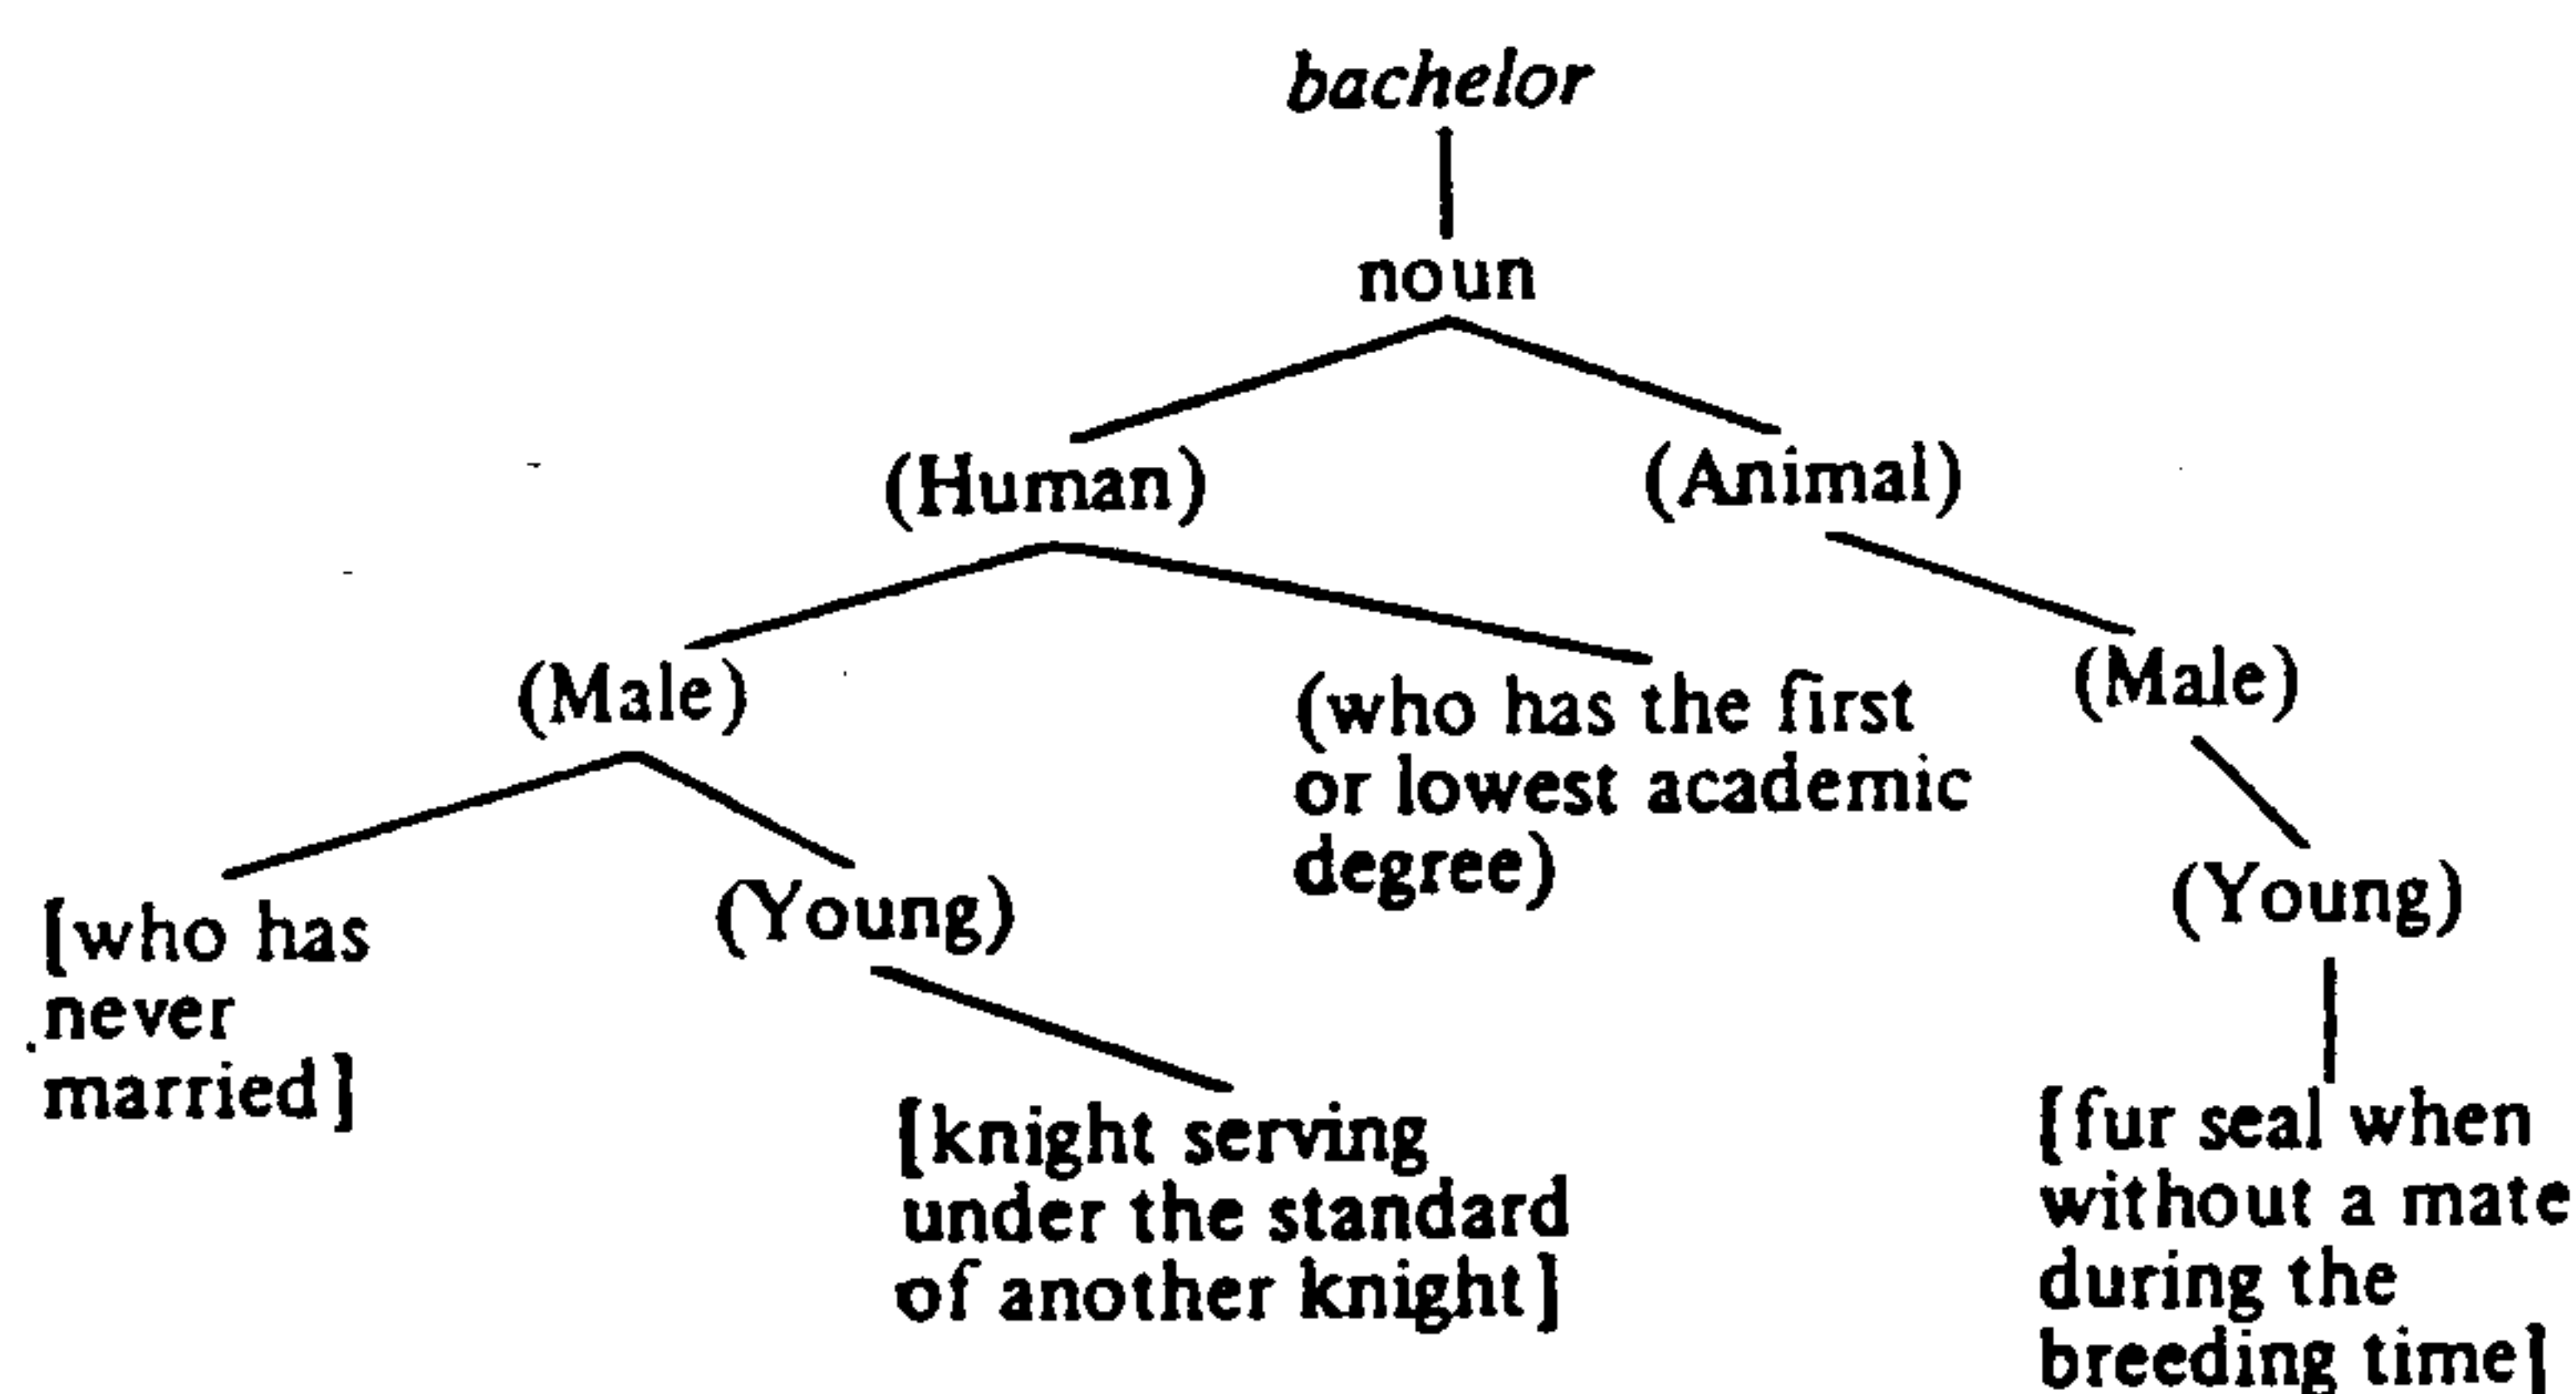 bachelor
noun
(Human)
(Animal)
(Male)
(who has the first
or lowest academic
degree)
(Male)
[who has
never
married]
(Young)
(Young)
[knight serving
under the standard
of another knight]
[fur seal when
without a mate
during the
breeding time]